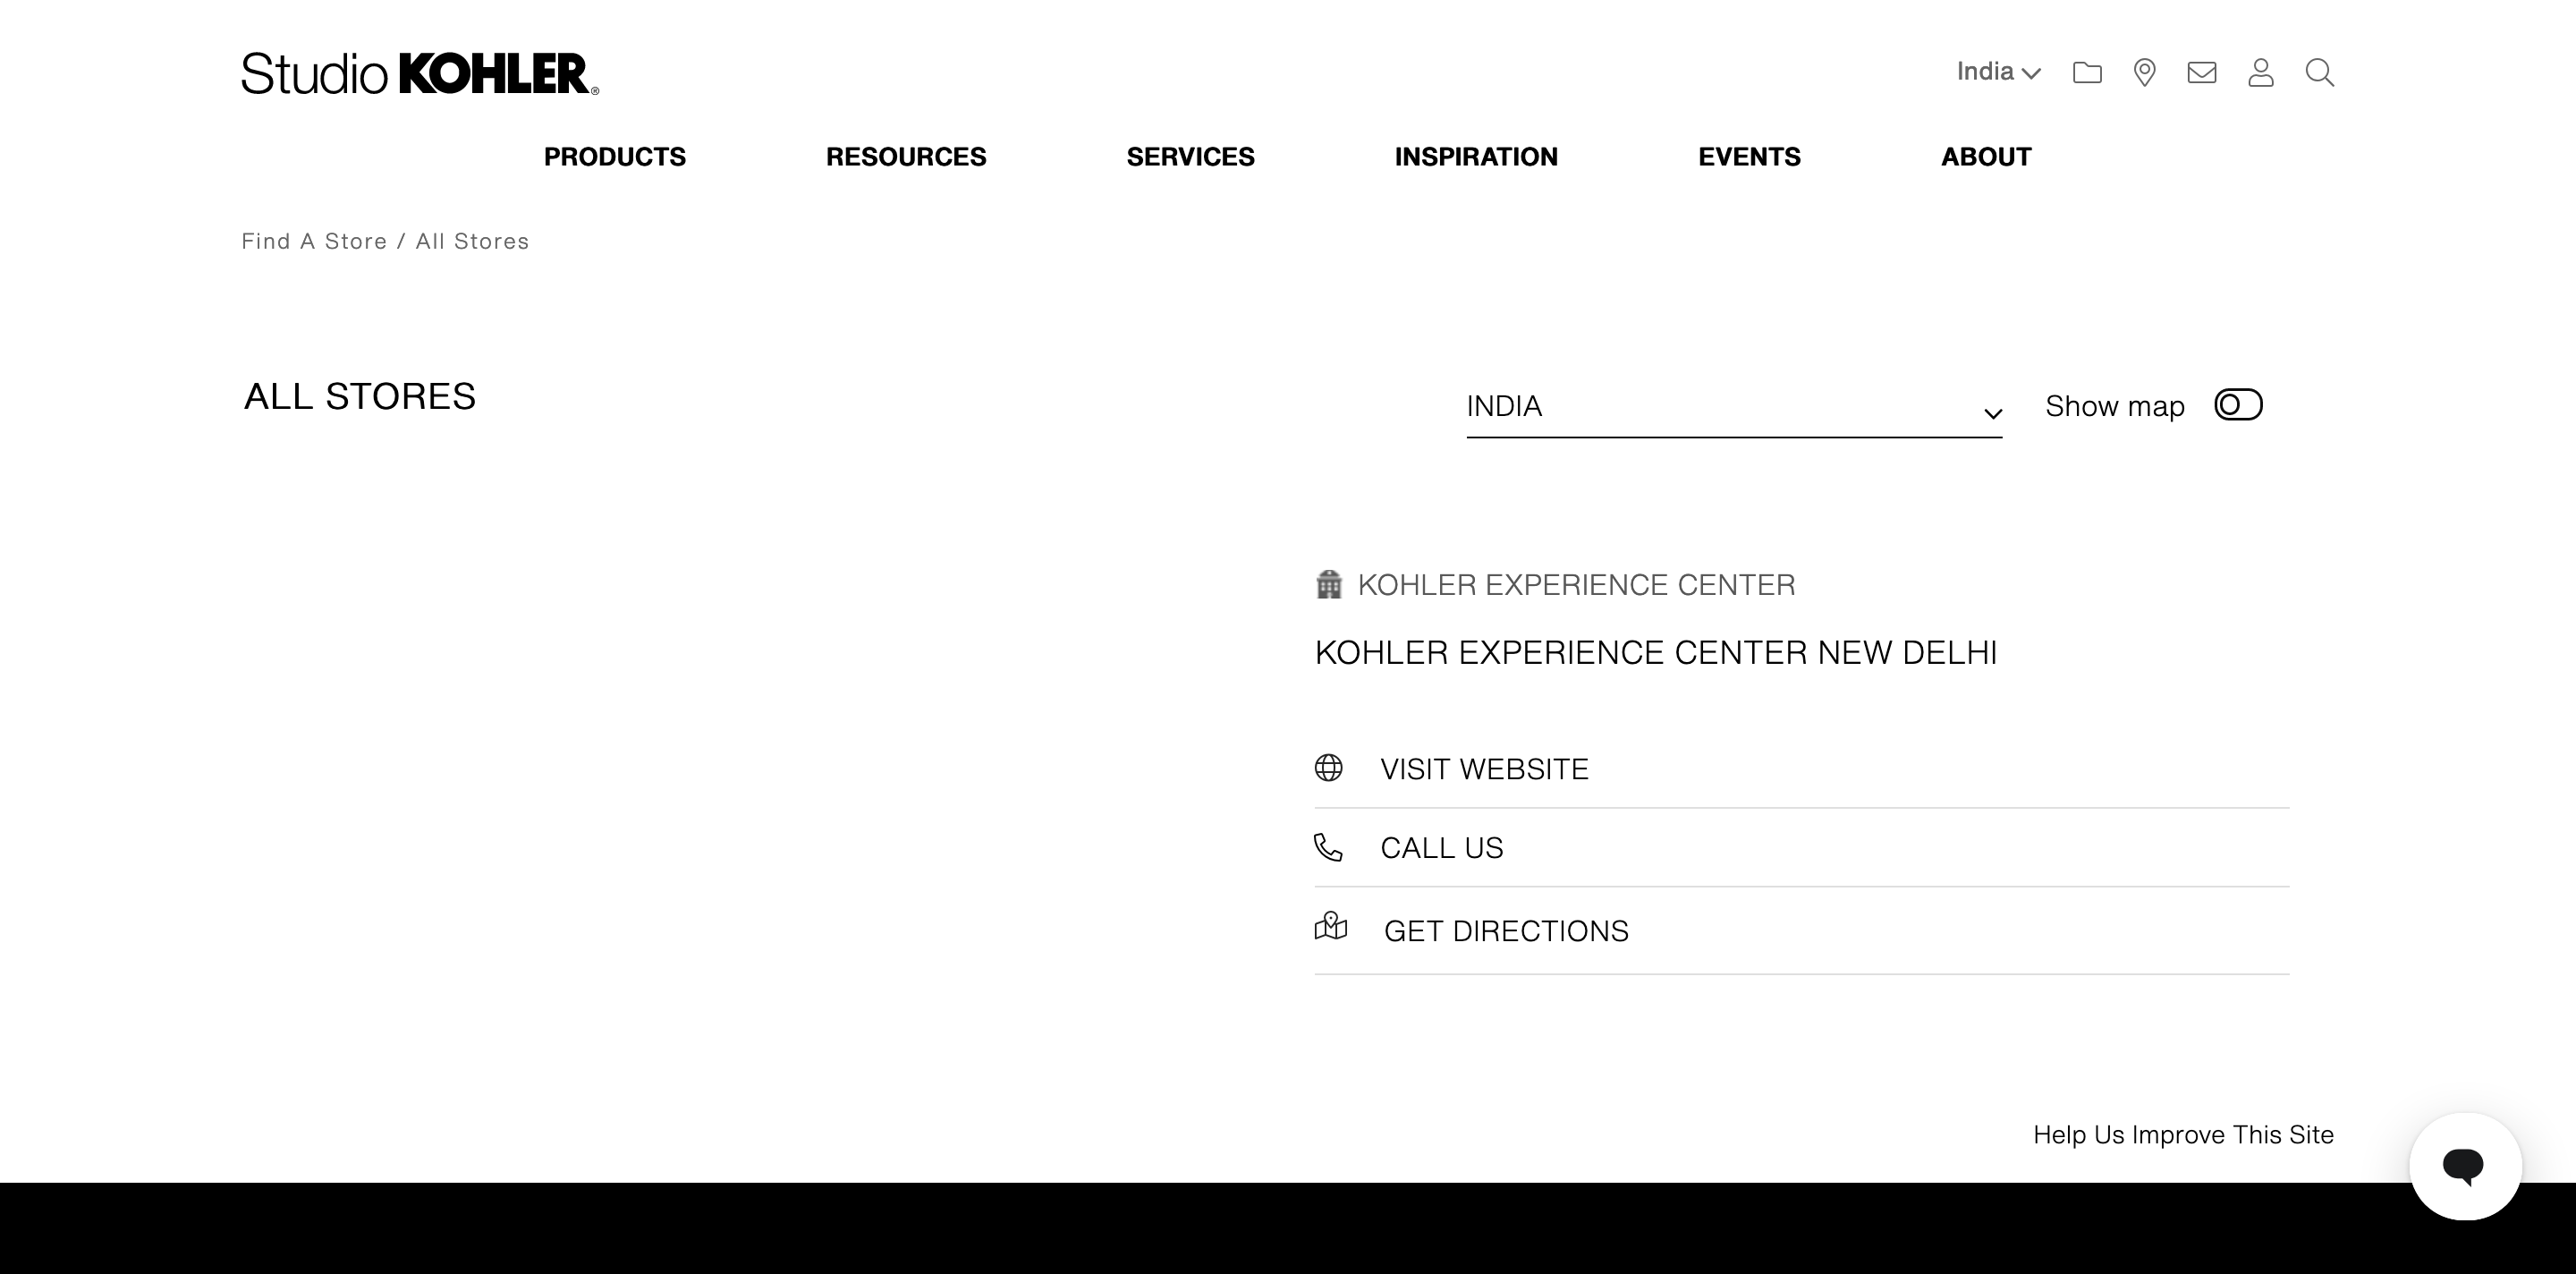 Studio KOHLER®
India
PRODUCTS RESOURCES SERVICES INSPIRATION EVENTS ABOUT
Find A Store / All Stores
ALL STORES
INDIA
Show map
KOHLER EXPERIENCE CENTER
KOHLER EXPERIENCE CENTER NEW DELHI
VISIT WEBSITE
CALL US
GET DIRECTIONS
Help Us Improve This Site